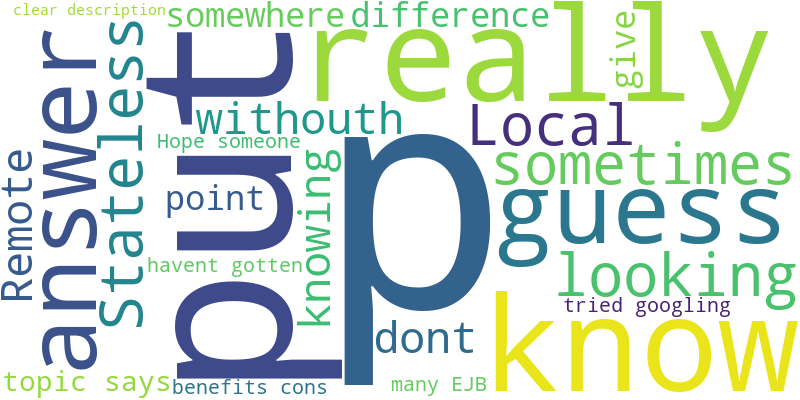 clear description
somewhere
difference
really
give
answer
put
Stateless
withouth
Local
Hope someone
sometimes
p
Remote
knowing
point
guess
havent gotten
looking
tried googling
know
dont
topic says
benefits cons
many EJB